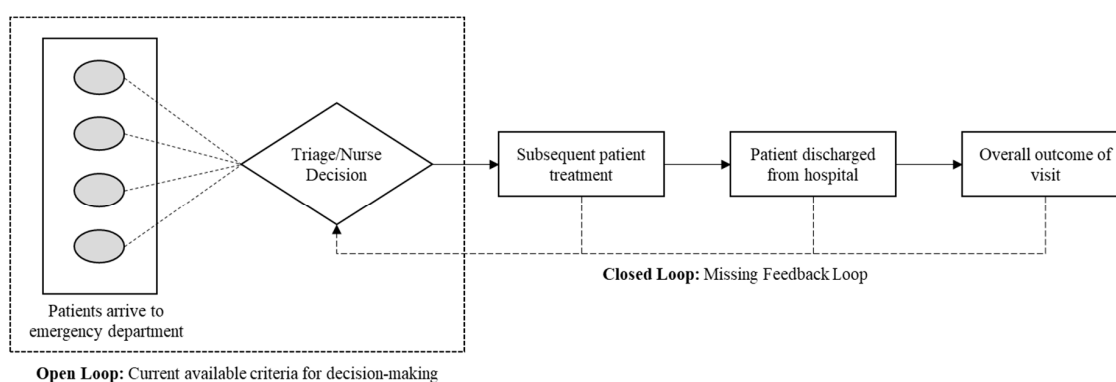 Triage/Nurse
Decision
Subsequent patient
treatment
Patient discharged
from hospital
Overall outcome of
visit
Closed Loop: Missing Feedback Loop
Patients arrive to
emergency department
Open Loop: Current available criteria for decision-making